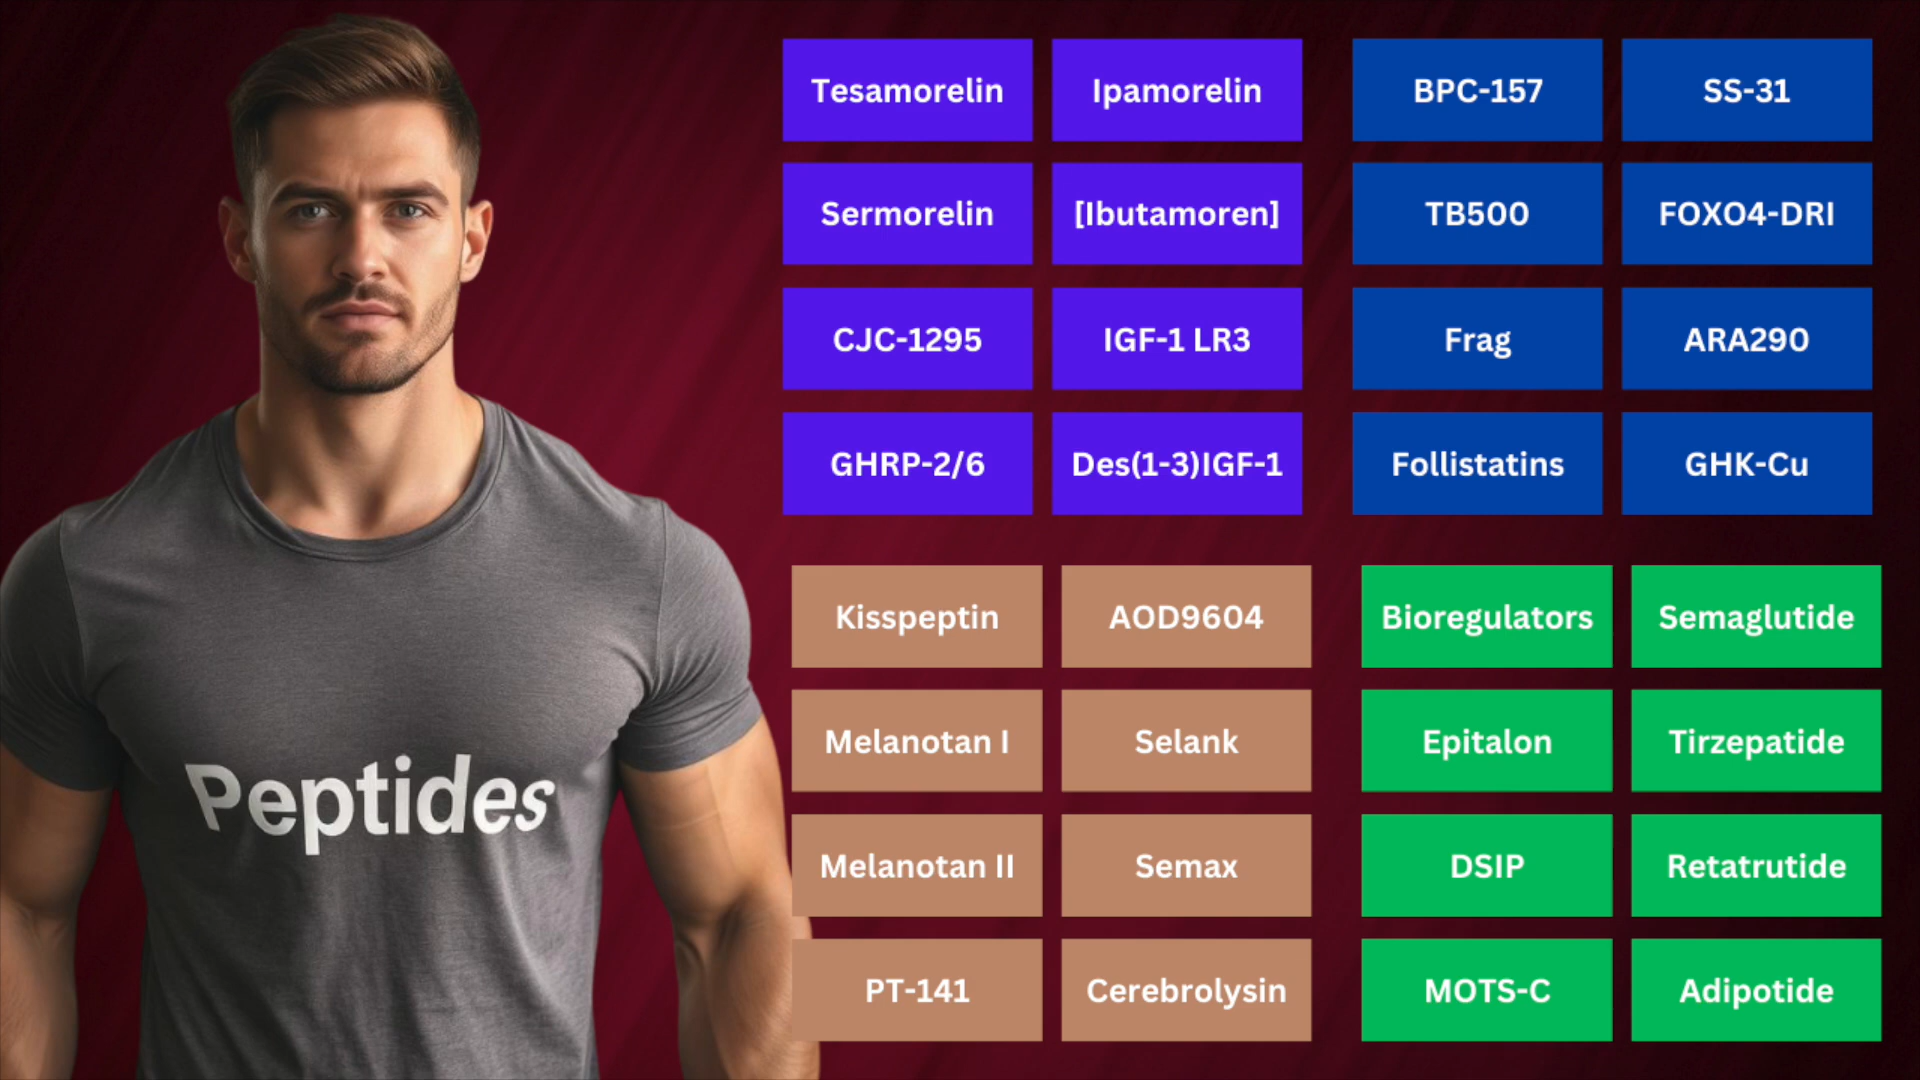 Peptides
Tesamorelin
Ipamorelin
Sermorelin
[Ibutamoren]
CJC-1295
IGF-1 LR3
GHRP-2/6
Des(1-3)IGF-1
BPC-157
SS-31
TB500
FOXO4-DRI
Frag
ARA290
Follistatins
GHK-Cu
Kisspeptin
AOD9604
Melanotan I
Selank
Melanotan II
Semax
PT-141
Cerebrolysin
Bioregulators
Semaglutide
Epitalon
Tirzepatide
DSIP
Retatrutide
MOTS-C
Adipotide